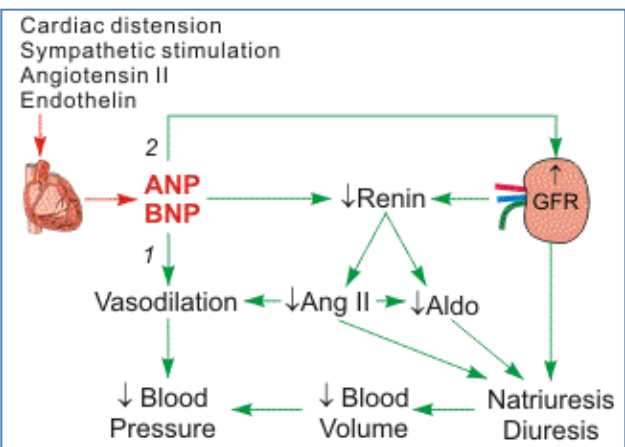 Cardiac distension
Sympathetic stimulation
Angiotensin II
Endothelin
2
ANP
BNP
↓Renin
↑
GFR
1
Vasodilation
↓Ang II
↓Aldo
↓ Blood
Pressure
↓ Blood
Volume
Natriuresis
Diuresis